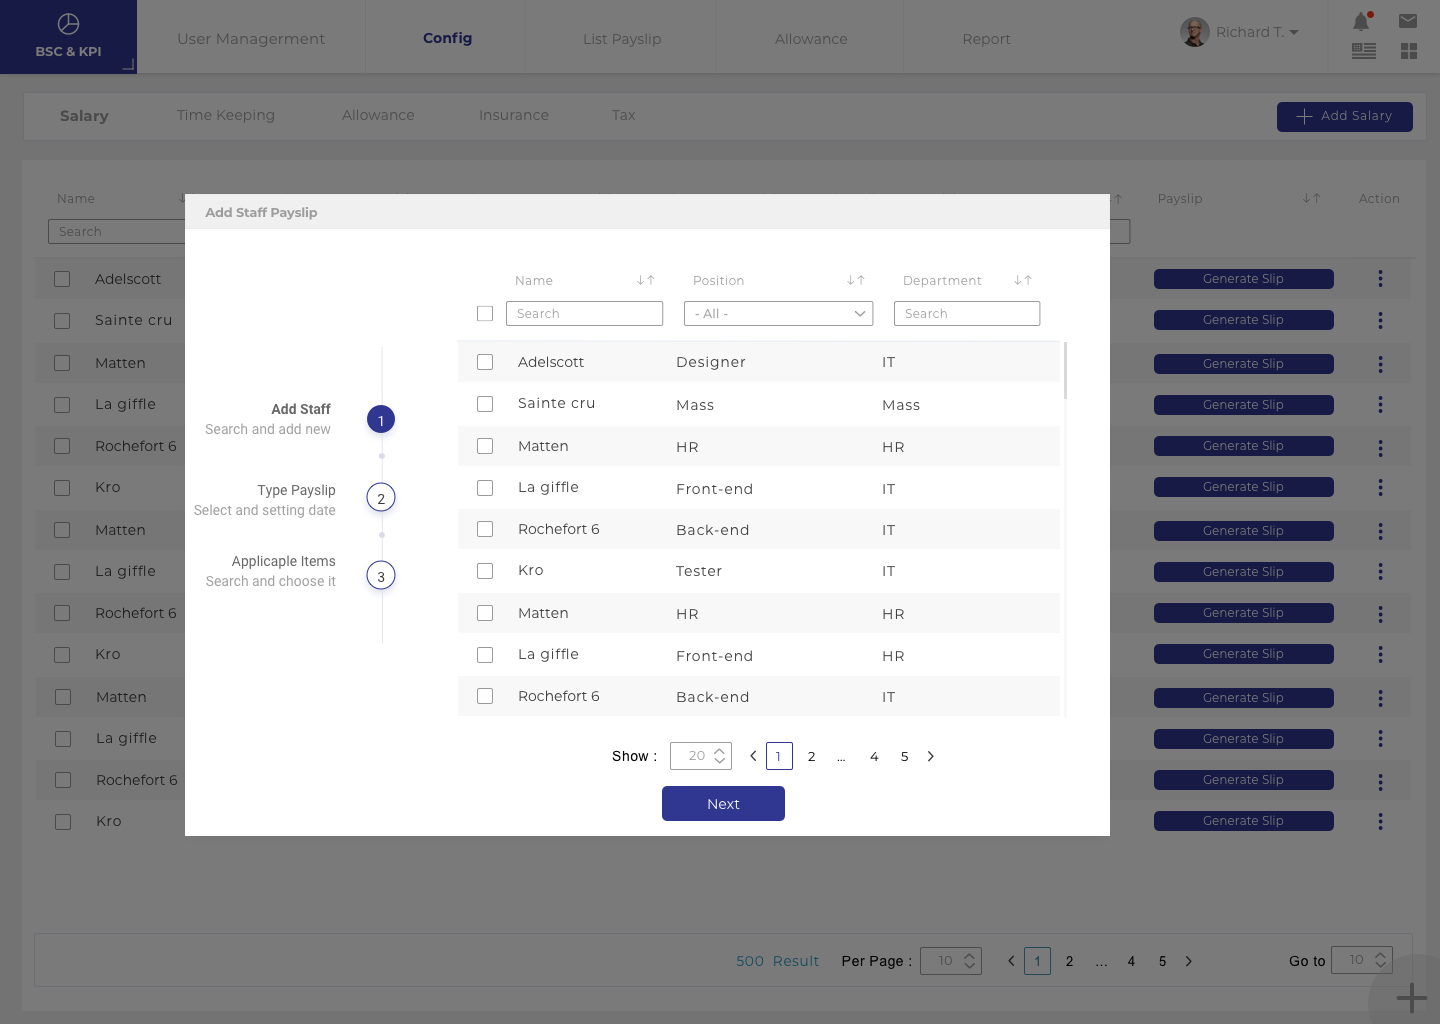 BSC & KPI
User Managerment
Config
List Payslip
Allowance
Report
Richard T.
Salary
Time Keeping
Allowance
Insurance
Tax
Add Salary
Name
Payslip
Action
Search
Adelscott
Generate Slip
Sainte cru
Generate Slip
Matten
Generate Slip
La giffle
Generate Slip
Rochefort 6
Generate Slip
Kro
Generate Slip
Matten
Generate Slip
La giffle
Generate Slip
Rochefort 6
Generate Slip
Kro
Generate Slip
Matten
Generate Slip
La giffle
Generate Slip
Rochefort 6
Generate Slip
Kro
Generate Slip
Add Staff Payslip
Add Staff
Search and add new
1
Type Payslip
Select and setting date
2
Applicaple Items
Search and choose it
3
Name Position Department
Search - All - Search
Adelscott Designer IT
Sainte cru Mass Mass
Matten HR HR
La giffle Front-end IT
Rochefort 6 Back-end IT
Kro Tester IT
Matten HR HR
La giffle Front-end HR
Rochefort 6 Back-end IT
Show : 20 1 2 ... 4 5
Next
500 Result Per Page : 10 1 2 ... 4 5 Go to 10